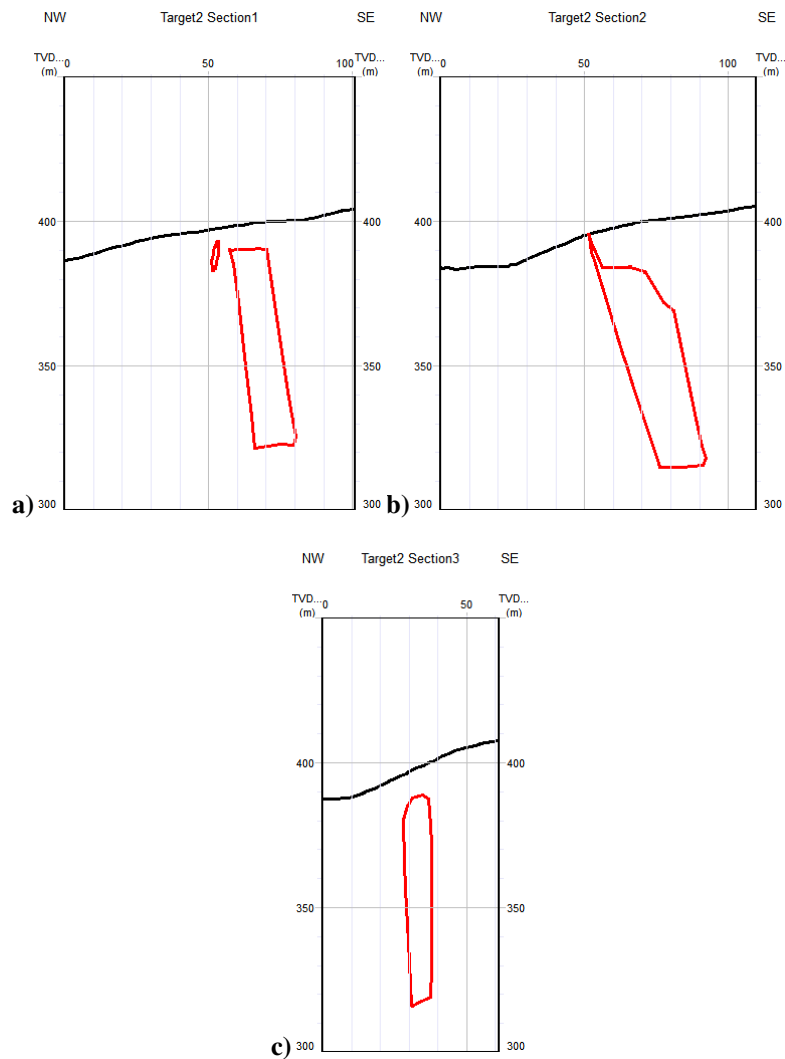 NW Target2 Section1 SE
TVD... 0 50 100 TVD...
(m) (m)
400 400
350 350
a) 300 300
NW Target2 Section2 SE
TVD... 0 50 100 TVD...
(m) (m)
400 400
350 350
b) 300 300
NW Target2 Section3 SE
TVD... 0 50 TVD...
(m) (m)
400 400
350 350
c) 300 300